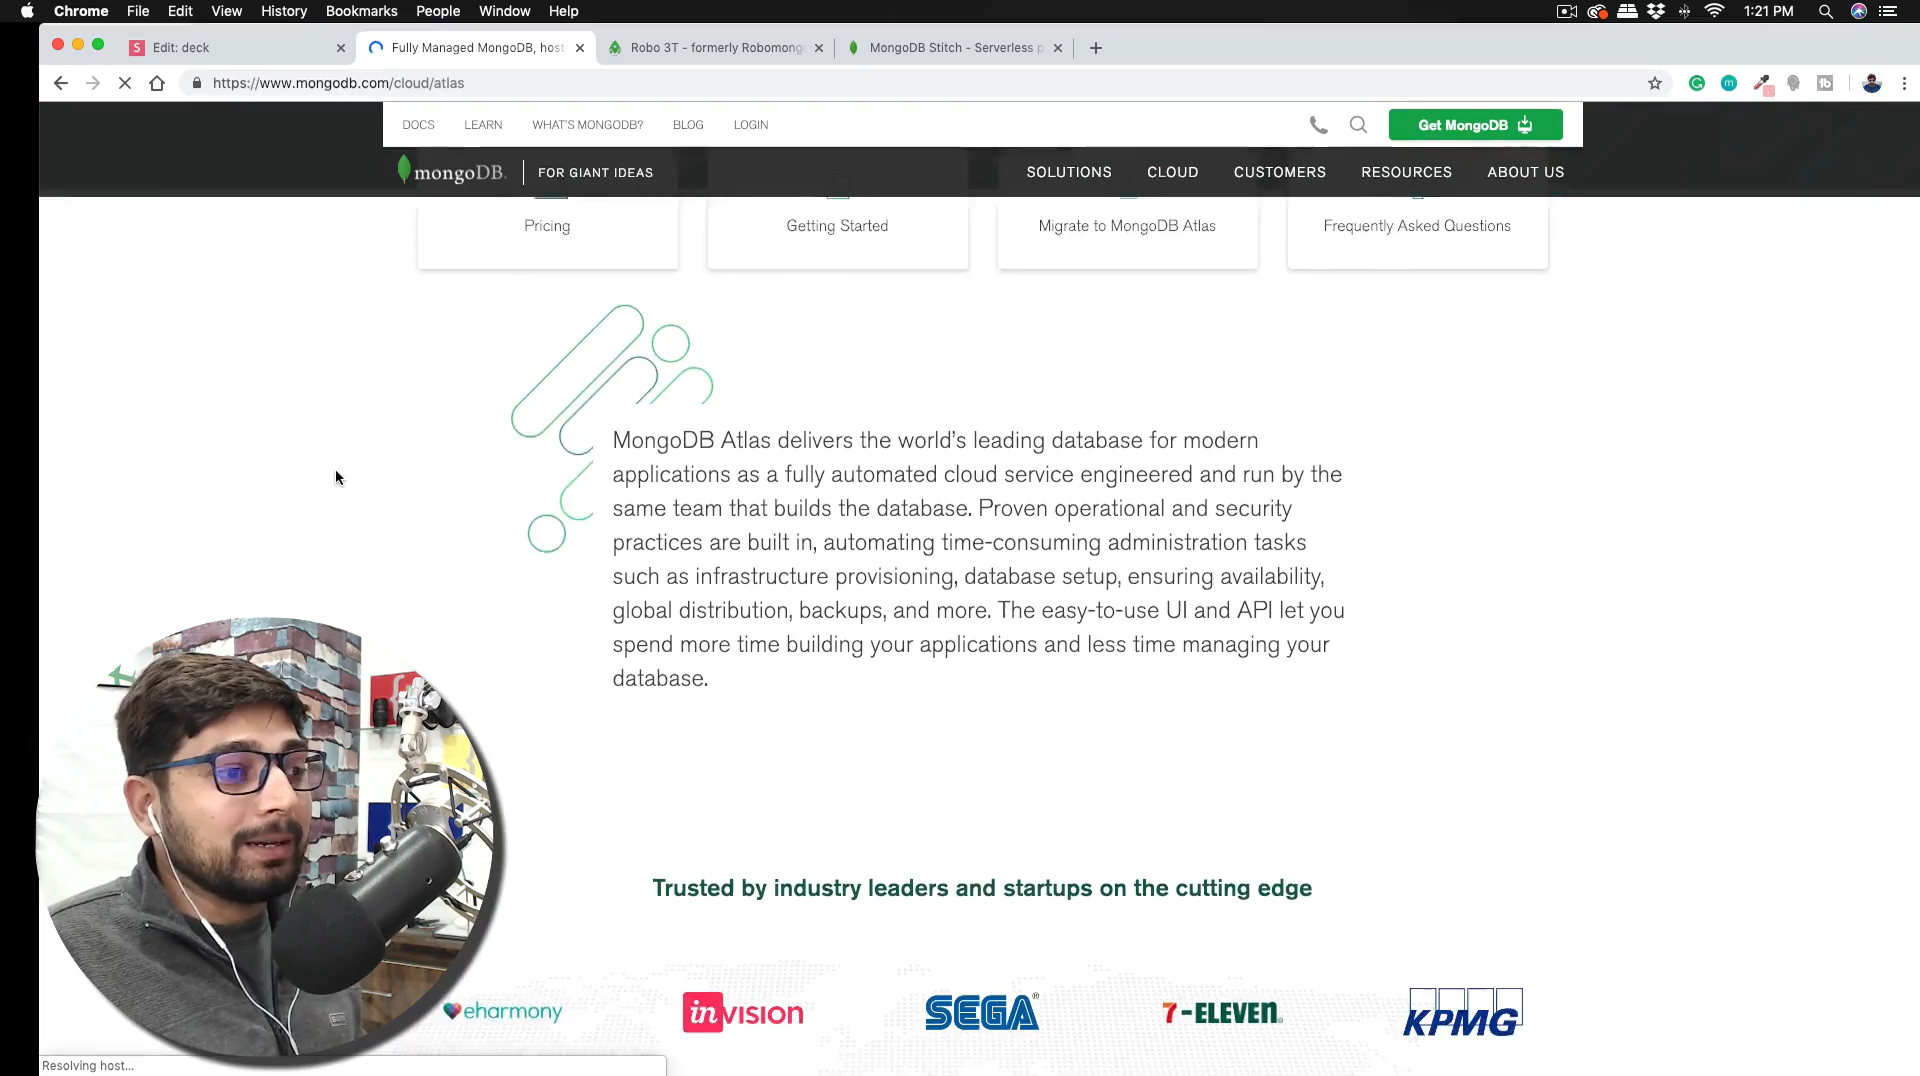 Chrome File Edit View History Bookmarks People Window Help 1:21 PM
Edit: deck
Fully Managed MongoDB, host
Robo 3T - formerly Robomong
MongoDB Stitch - Serverless p
https://www.mongodb.com/cloud/atlas
DOCS LEARN WHAT'S MONGODB? BLOG LOGIN Get MongoDB
mongoDB. FOR GIANT IDEAS SOLUTIONS CLOUD CUSTOMERS RESOURCES ABOUT US
Pricing Getting Started Migrate to MongoDB Atlas Frequently Asked Questions
MongoDB Atlas delivers the world's leading database for modern
applications as a fully automated cloud service engineered and run by the
same team that builds the database. Proven operational and security
practices are built in, automating time-consuming administration tasks
such as infrastructure provisioning, database setup, ensuring availability,
global distribution, backups, and more. The easy-to-use UI and API let you
spend more time building your applications and less time managing your
database.
Trusted by industry leaders and startups on the cutting edge
eharmony invision SEGA® 7-ELEVEN. KPMG
Resolving host...